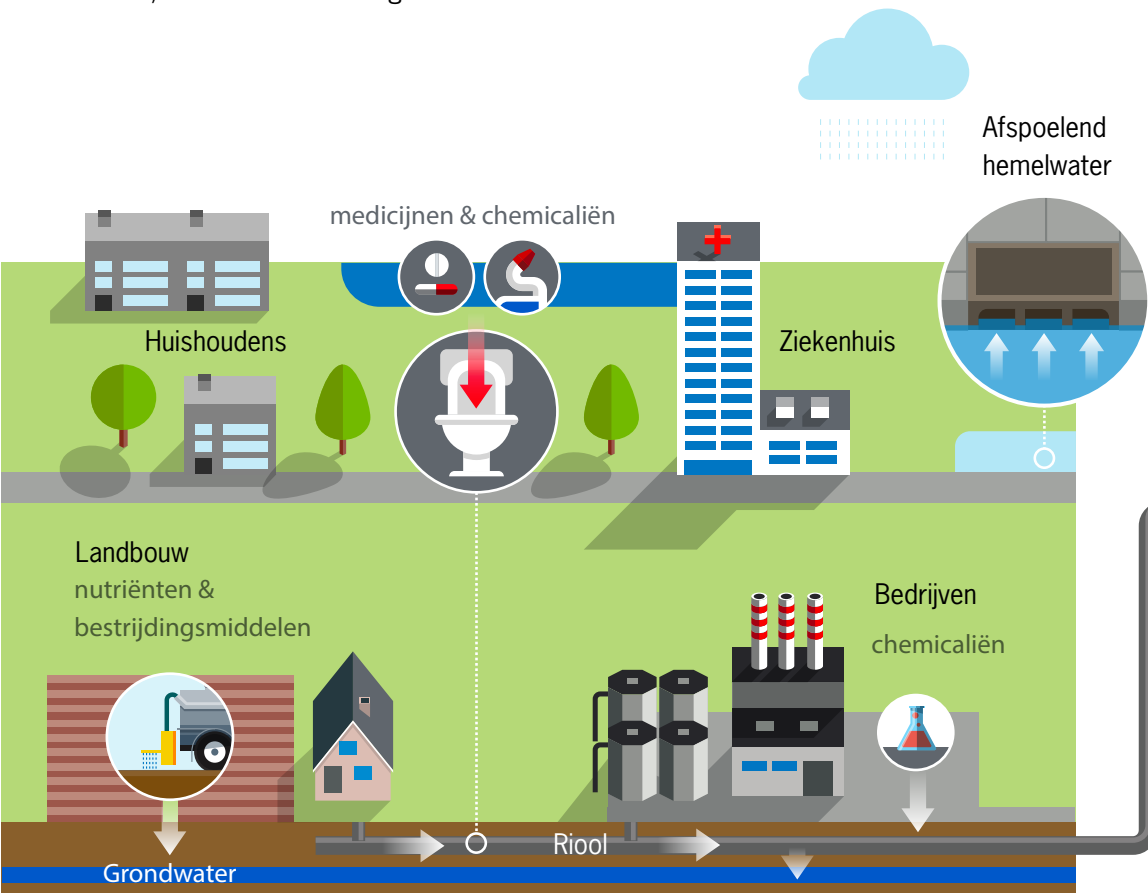 Afspoelend
hemelwater
medicijnen & chemicaliën
Huishoudens
Ziekenhuis
Landbouw
nutriënten &
bestrijdingsmiddelen
Bedrijven
chemicaliën
Riool
Grondwater